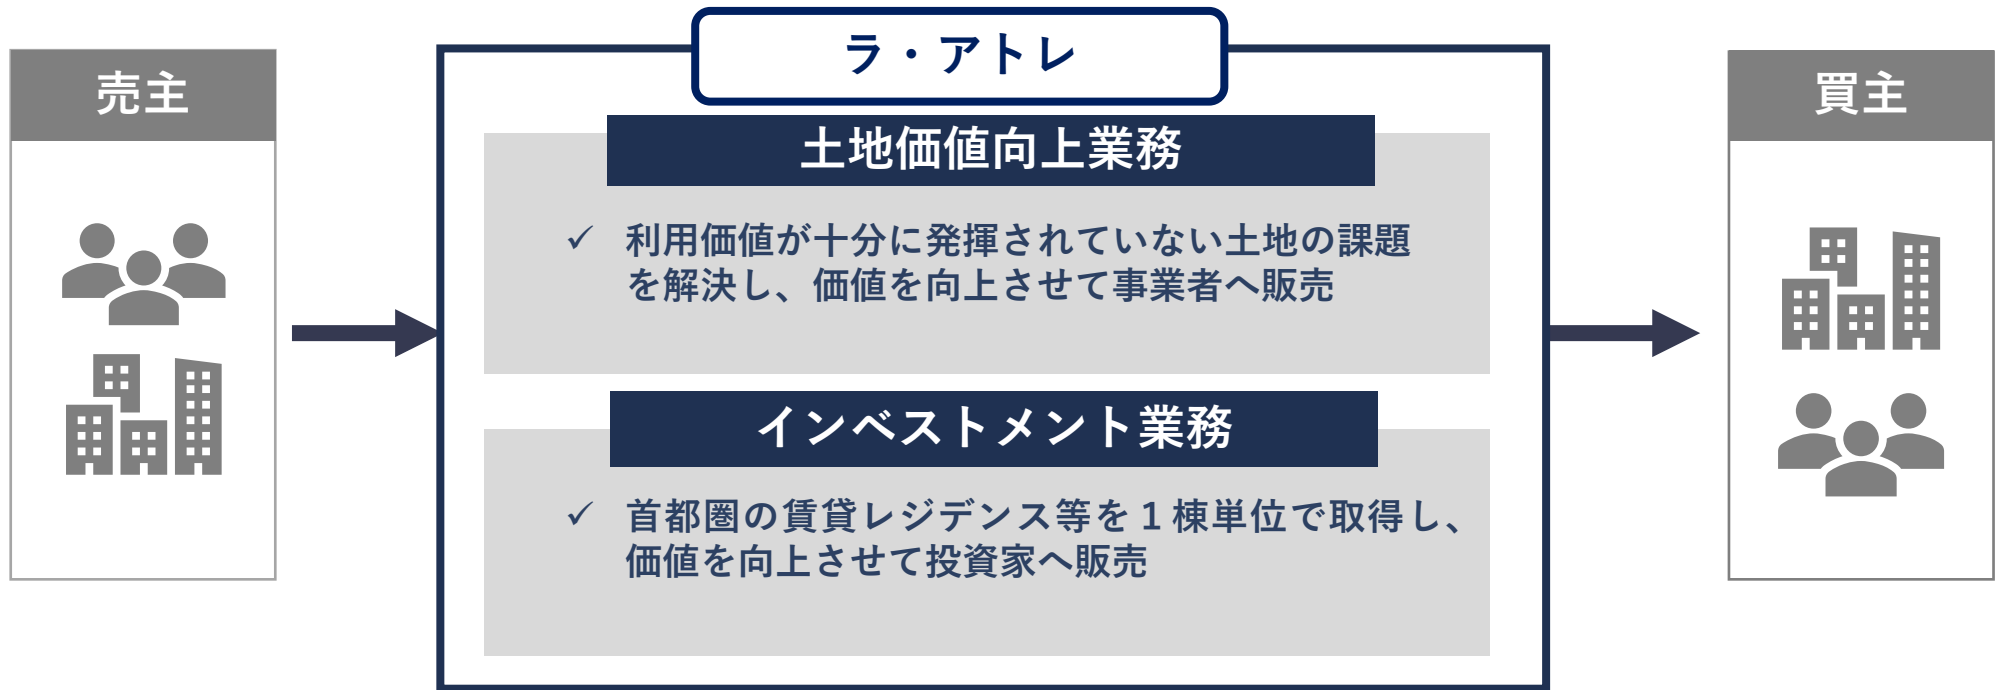 ラ・アトレ
売主
土地価値向上業務
✓ 利用価値が十分に発揮されていない土地の課題
を解決し、価値を向上させて事業者へ販売
インベストメント業務
✓ 首都圏の賃貸レジデンス等を１棟単位で取得し、
価値を向上させて投資家へ販売
買主